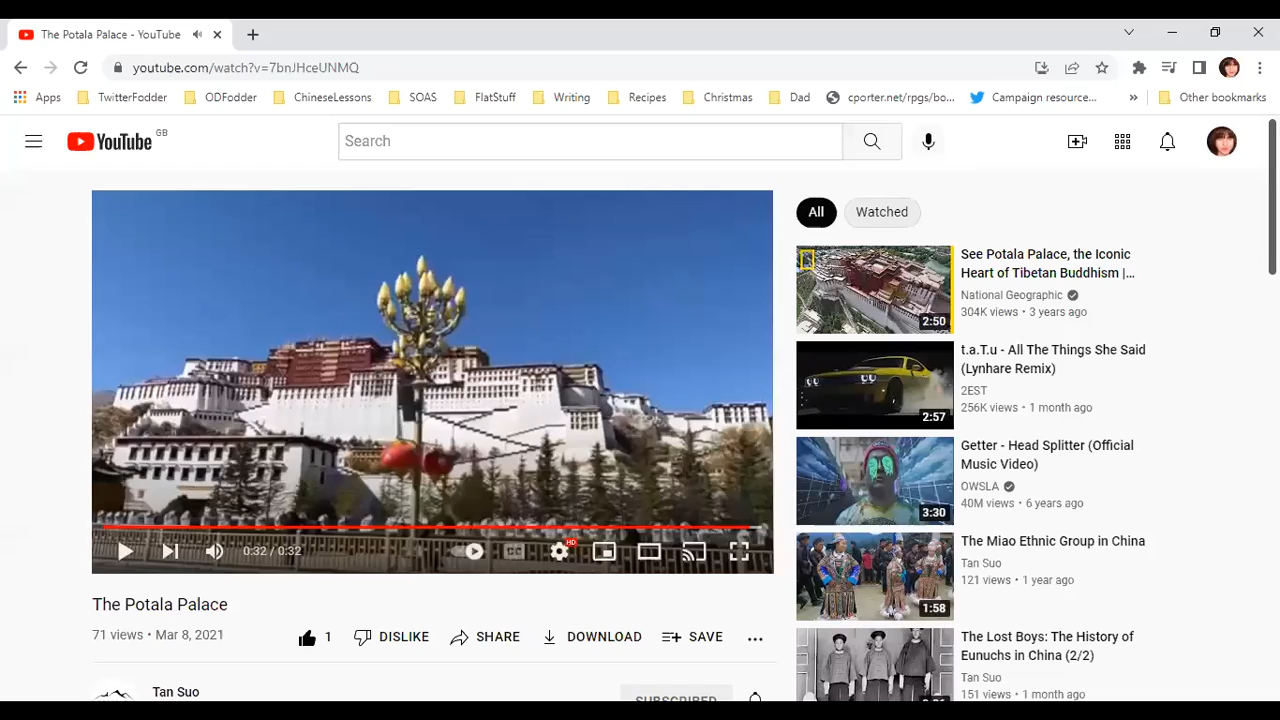 The Potala Palace - YouTube
youtube.com/watch?v=7bnJHceUNMQ
Apps TwitterFodder ODFodder ChineseLessons SOAS FlatStuff Writing Recipes Christmas Dad cporter.net/rpgs/bo... Campaign resource... » Other bookmarks
YouTube GB
Search
All Watched
See Potala Palace, the Iconic
Heart of Tibetan Buddhism |...
National Geographic
304K views • 3 years ago
2:50
t.a.T.u - All The Things She Said
(Lynhare Remix)
2EST
256K views • 1 month ago
2:57
Getter - Head Splitter (Official
Music Video)
OWSLA
40M views • 6 years ago
3:30
The Miao Ethnic Group in China
Tan Suo
121 views • 1 year ago
1:58
The Lost Boys: The History of
Eunuchs in China (2/2)
Tan Suo
151 views • 1 month ago
0:32 / 0:32
CC
HD
The Potala Palace
71 views • Mar 8, 2021
1 DISLIKE SHARE DOWNLOAD SAVE ...
Tan Suo
SUBSCRIBED